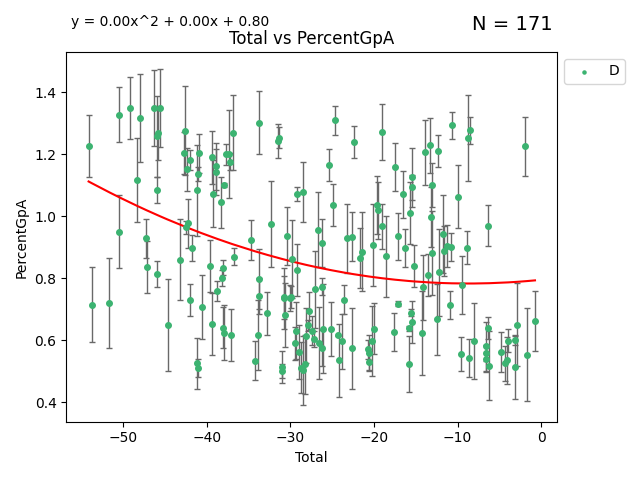 y = 0.00x^2 + 0.00x + 0.80
N = 171
Total vs PercentGpA
D
PercentGpA
1.4
1.2
1.0
0.8
0.6
0.4
−50
−40
−30
−20
−10
0
Total